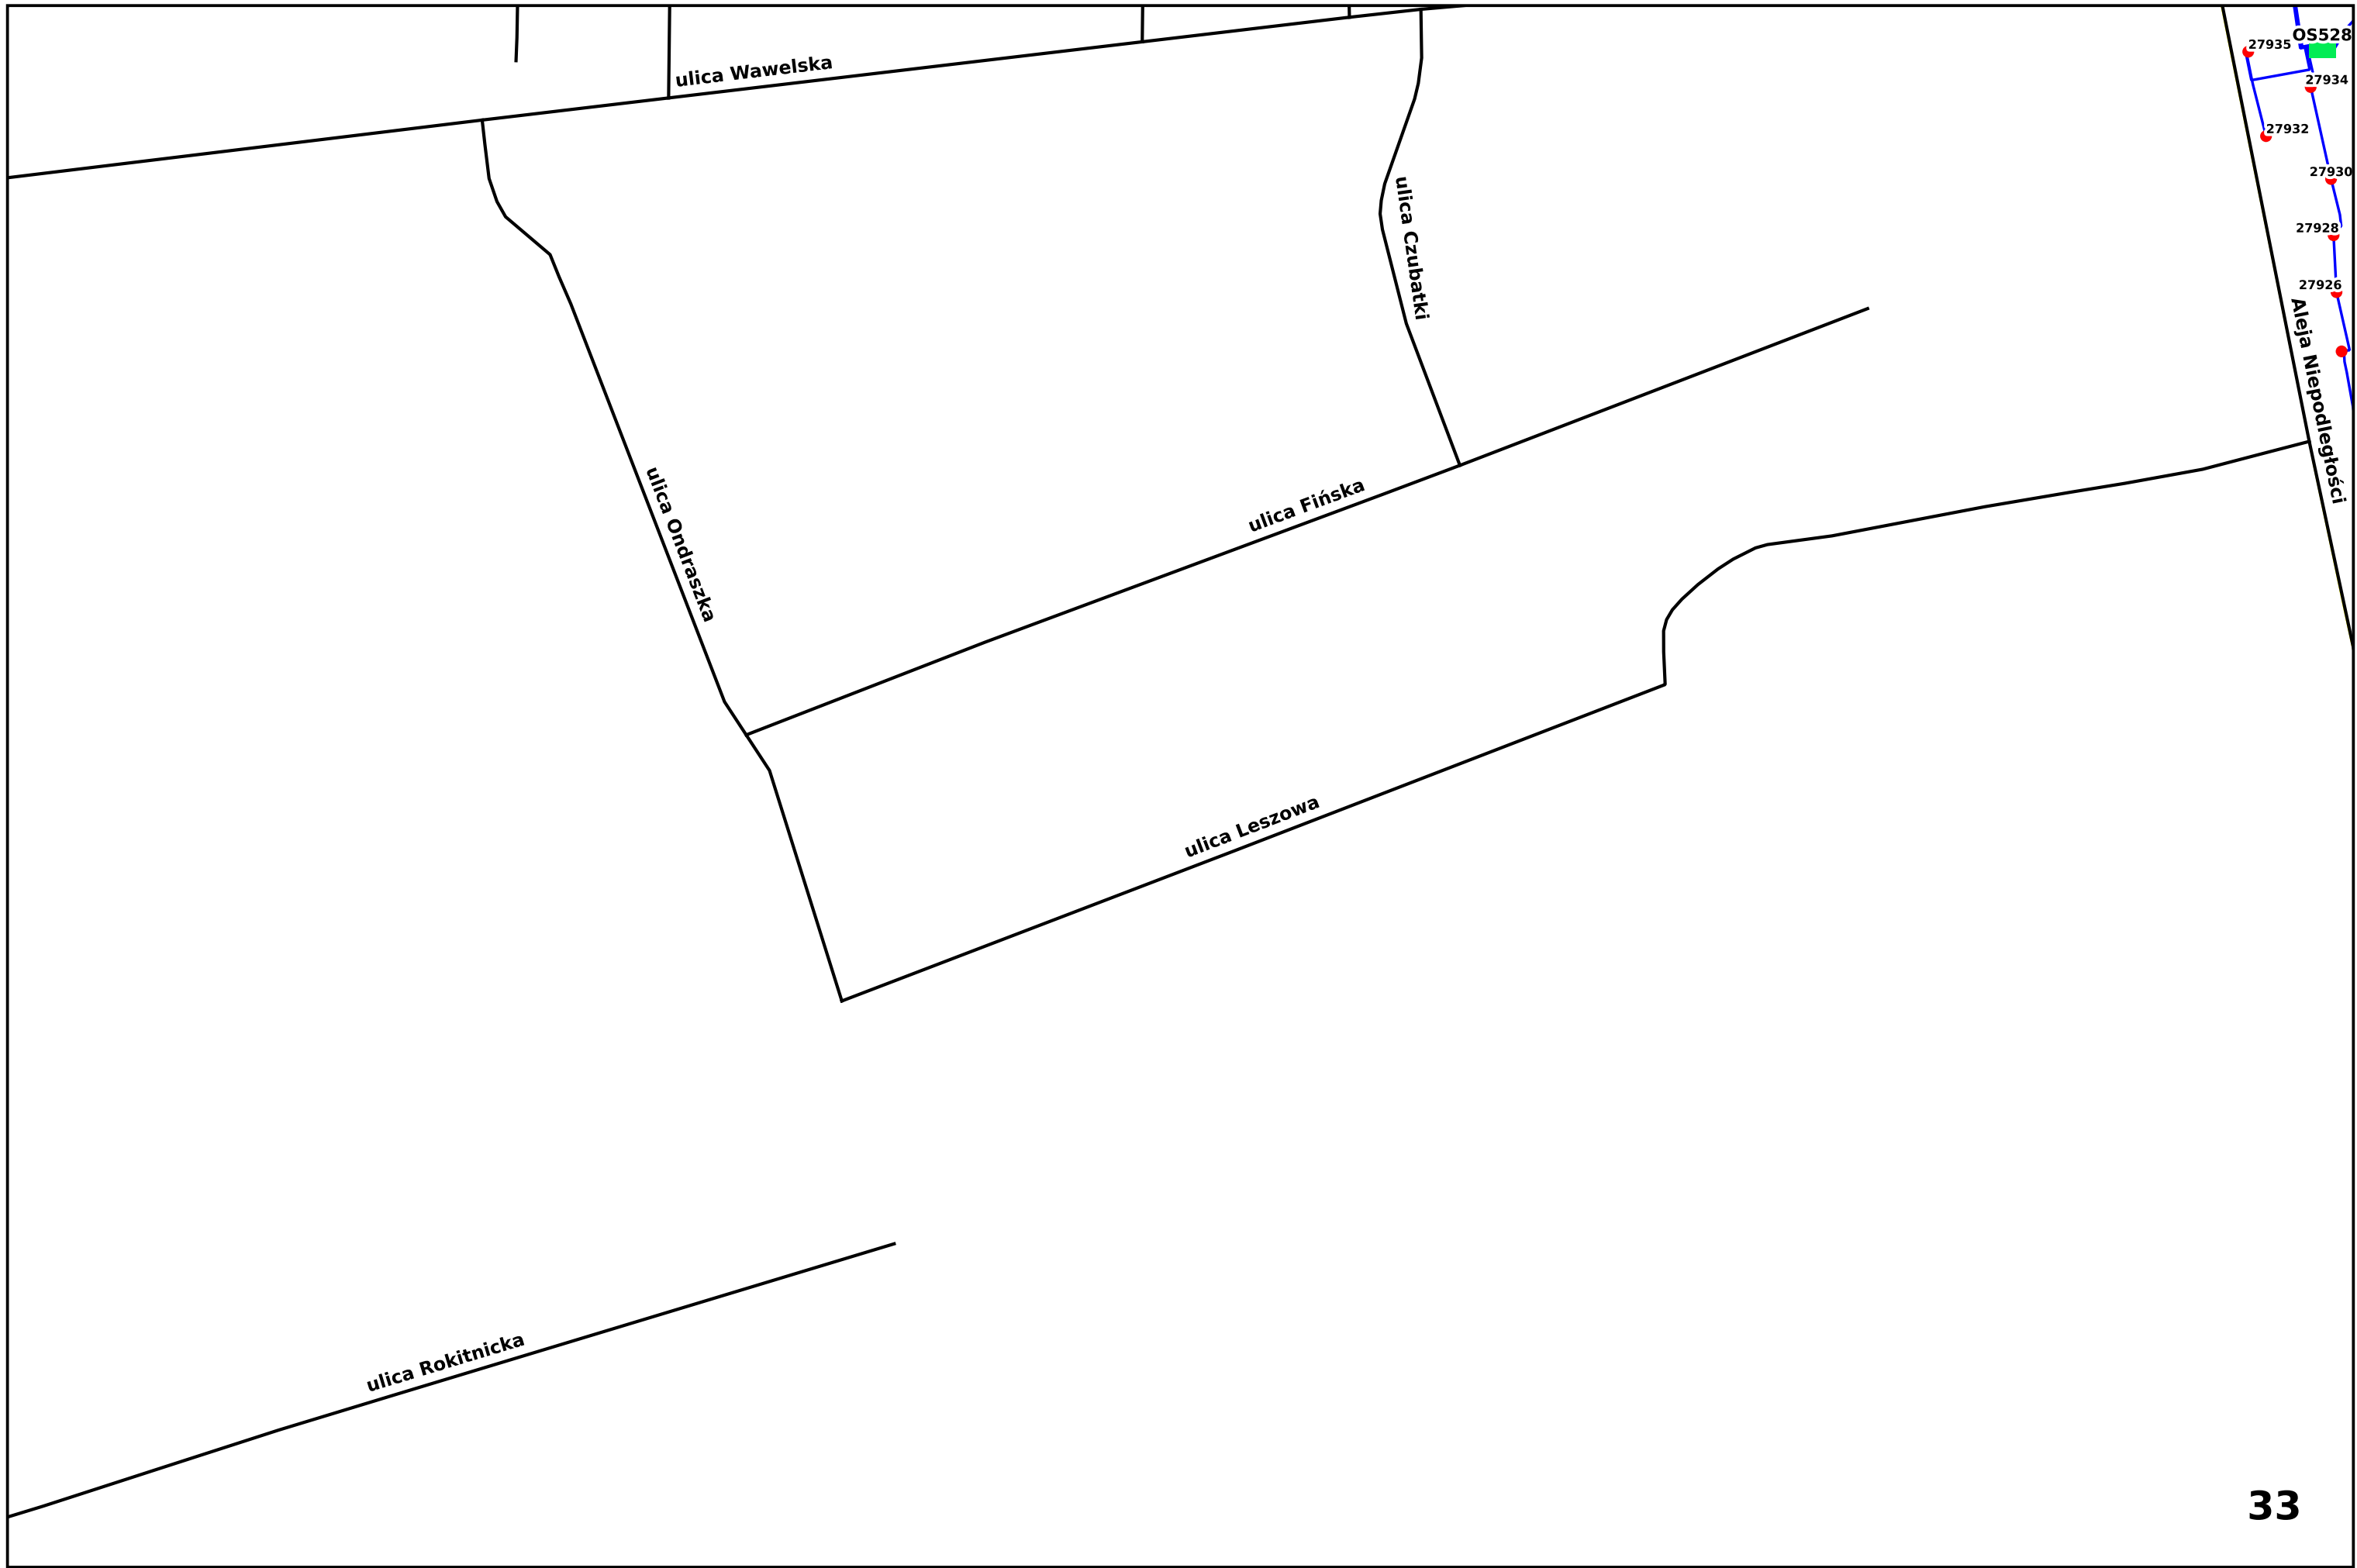 OS528
27935
ulica Wawelska
27934
27932
27930
ulica Czubatki
27928
27926
Aleja Niepodległości
ulica Ondraszka
ulica Fińska
ulica Leszowa
ulica Rokitnicka
33